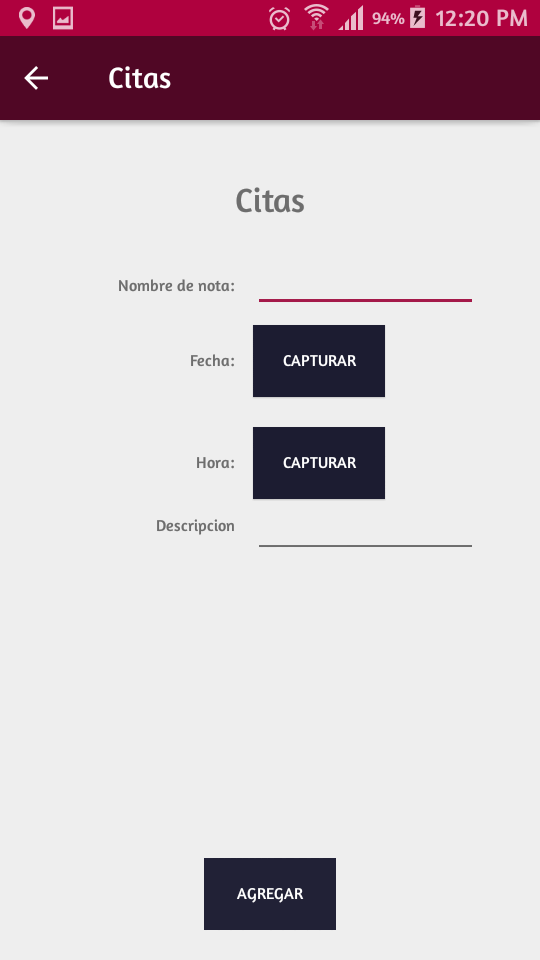 94% 12:20 PM
Citas
Citas
Nombre de nota:
Fecha: CAPTURAR
Hora: CAPTURAR
Descripcion
AGREGAR